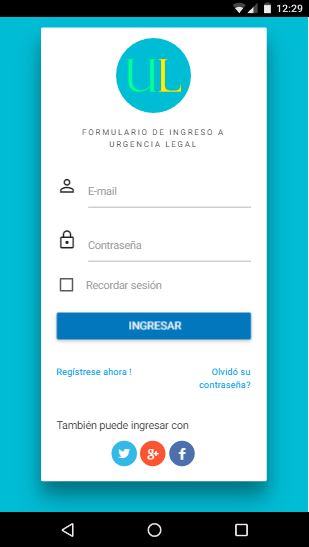 12:29
UL
FORMULARIO DE INGRESO A
URGENCIA LEGAL
E-mail
Contraseña
Recordar sesión
INGRESAR
Regístrese ahora !
Olvidó su
contraseña?
También puede ingresar con